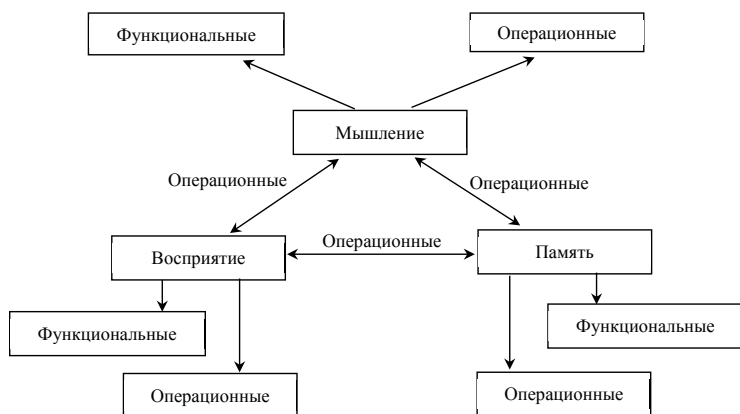 Функциональные
Операционные
Мышление
Операционные
Операционные
Восприятие
Операционные
Память
Функциональные
Функциональные
Операционные
Операционные